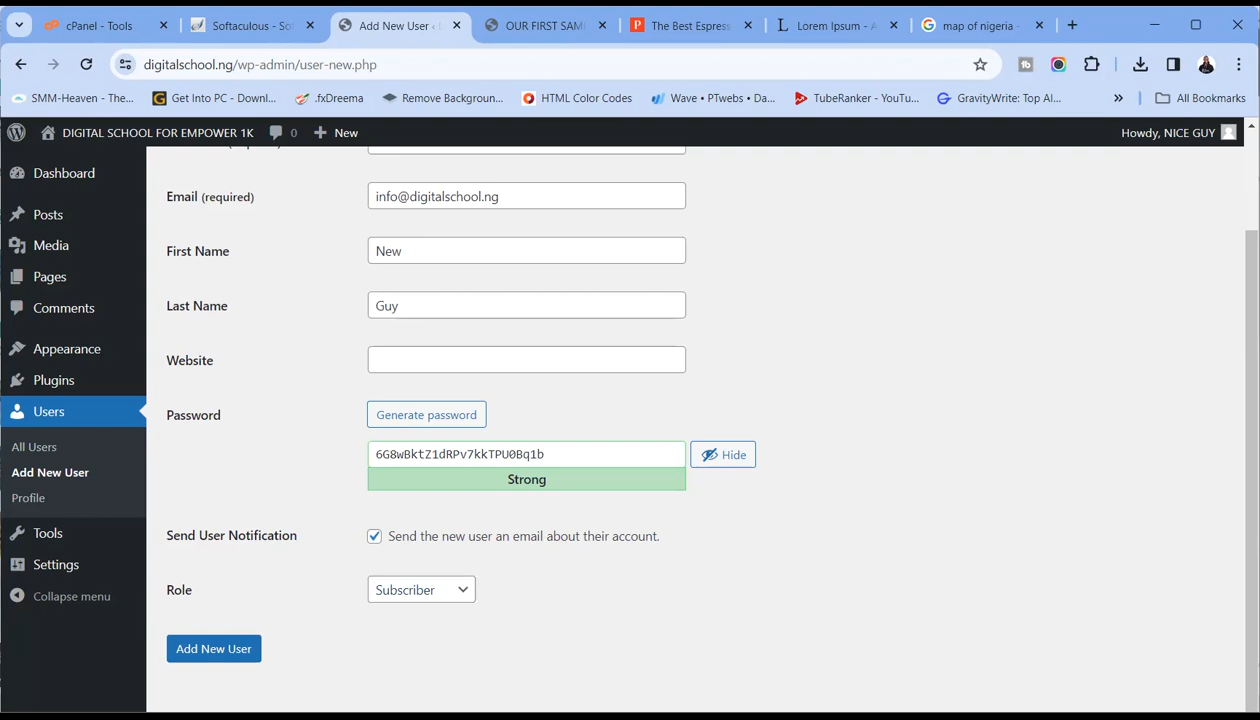 cPanel - Tools
Softaculous - So
Add New User ‹ D
OUR FIRST SAM
The Best Espress
Lorem Ipsum - A
map of nigeria -
digitalschool.ng/wp-admin/user-new.php
SMM-Heaven - The...
Get Into PC - Downl...
.fxDreema
Remove Backgroun...
HTML Color Codes
Wave • PTwebs • Da...
TubeRanker - YouTu...
GravityWrite: Top AI...
»
All Bookmarks
DIGITAL SCHOOL FOR EMPOWER 1K
0
New
Howdy, NICE GUY
Dashboard
Posts
Media
Pages
Comments
Appearance
Plugins
Users
All Users
Add New User
Profile
Tools
Settings
Collapse menu
Email (required)
info@digitalschool.ng
First Name
New
Last Name
Guy
Website
Password
Generate password
6G8wBktZ1dRPv7kkTPU0Bq1b
Hide
Strong
Send User Notification
Send the new user an email about their account.
Role
Subscriber
Add New User